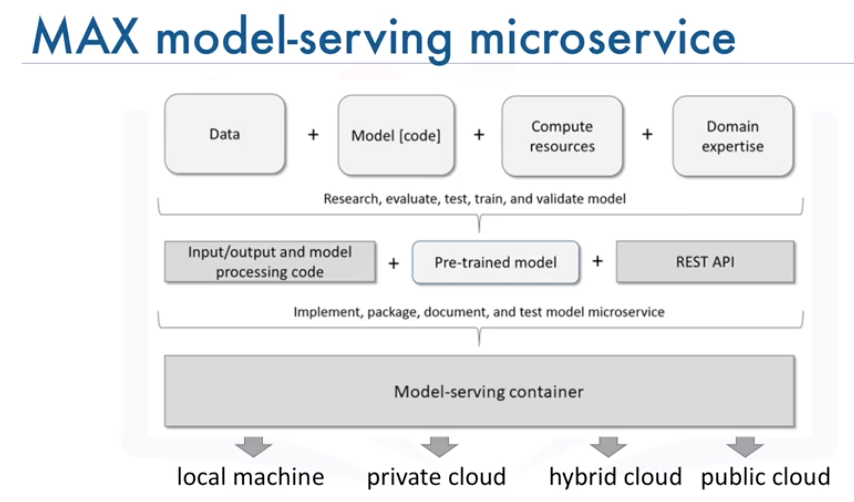 MAX model-serving microservice
Data + Model [code] + Compute resources + Domain expertise
Research, evaluate, test, train, and validate model
Input/output and model processing code + Pre-trained model + REST API
Implement, package, document, and test model microservice
Model-serving container
local machine private cloud hybrid cloud public cloud